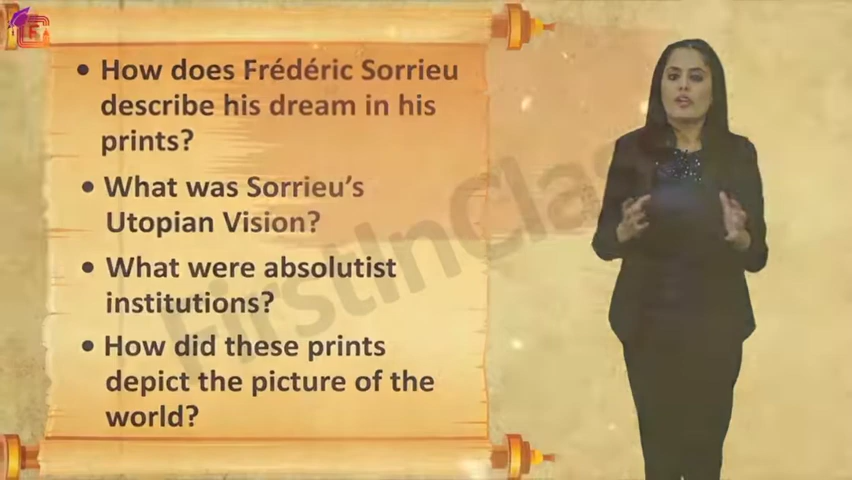 • How does Frédéric Sorrieu
describe his dream in his
prints?
• What was Sorrieu's
Utopian Vision?
• What were absolutist
institutions?
• How did these prints
depict the picture of the
world?
FirstInClass